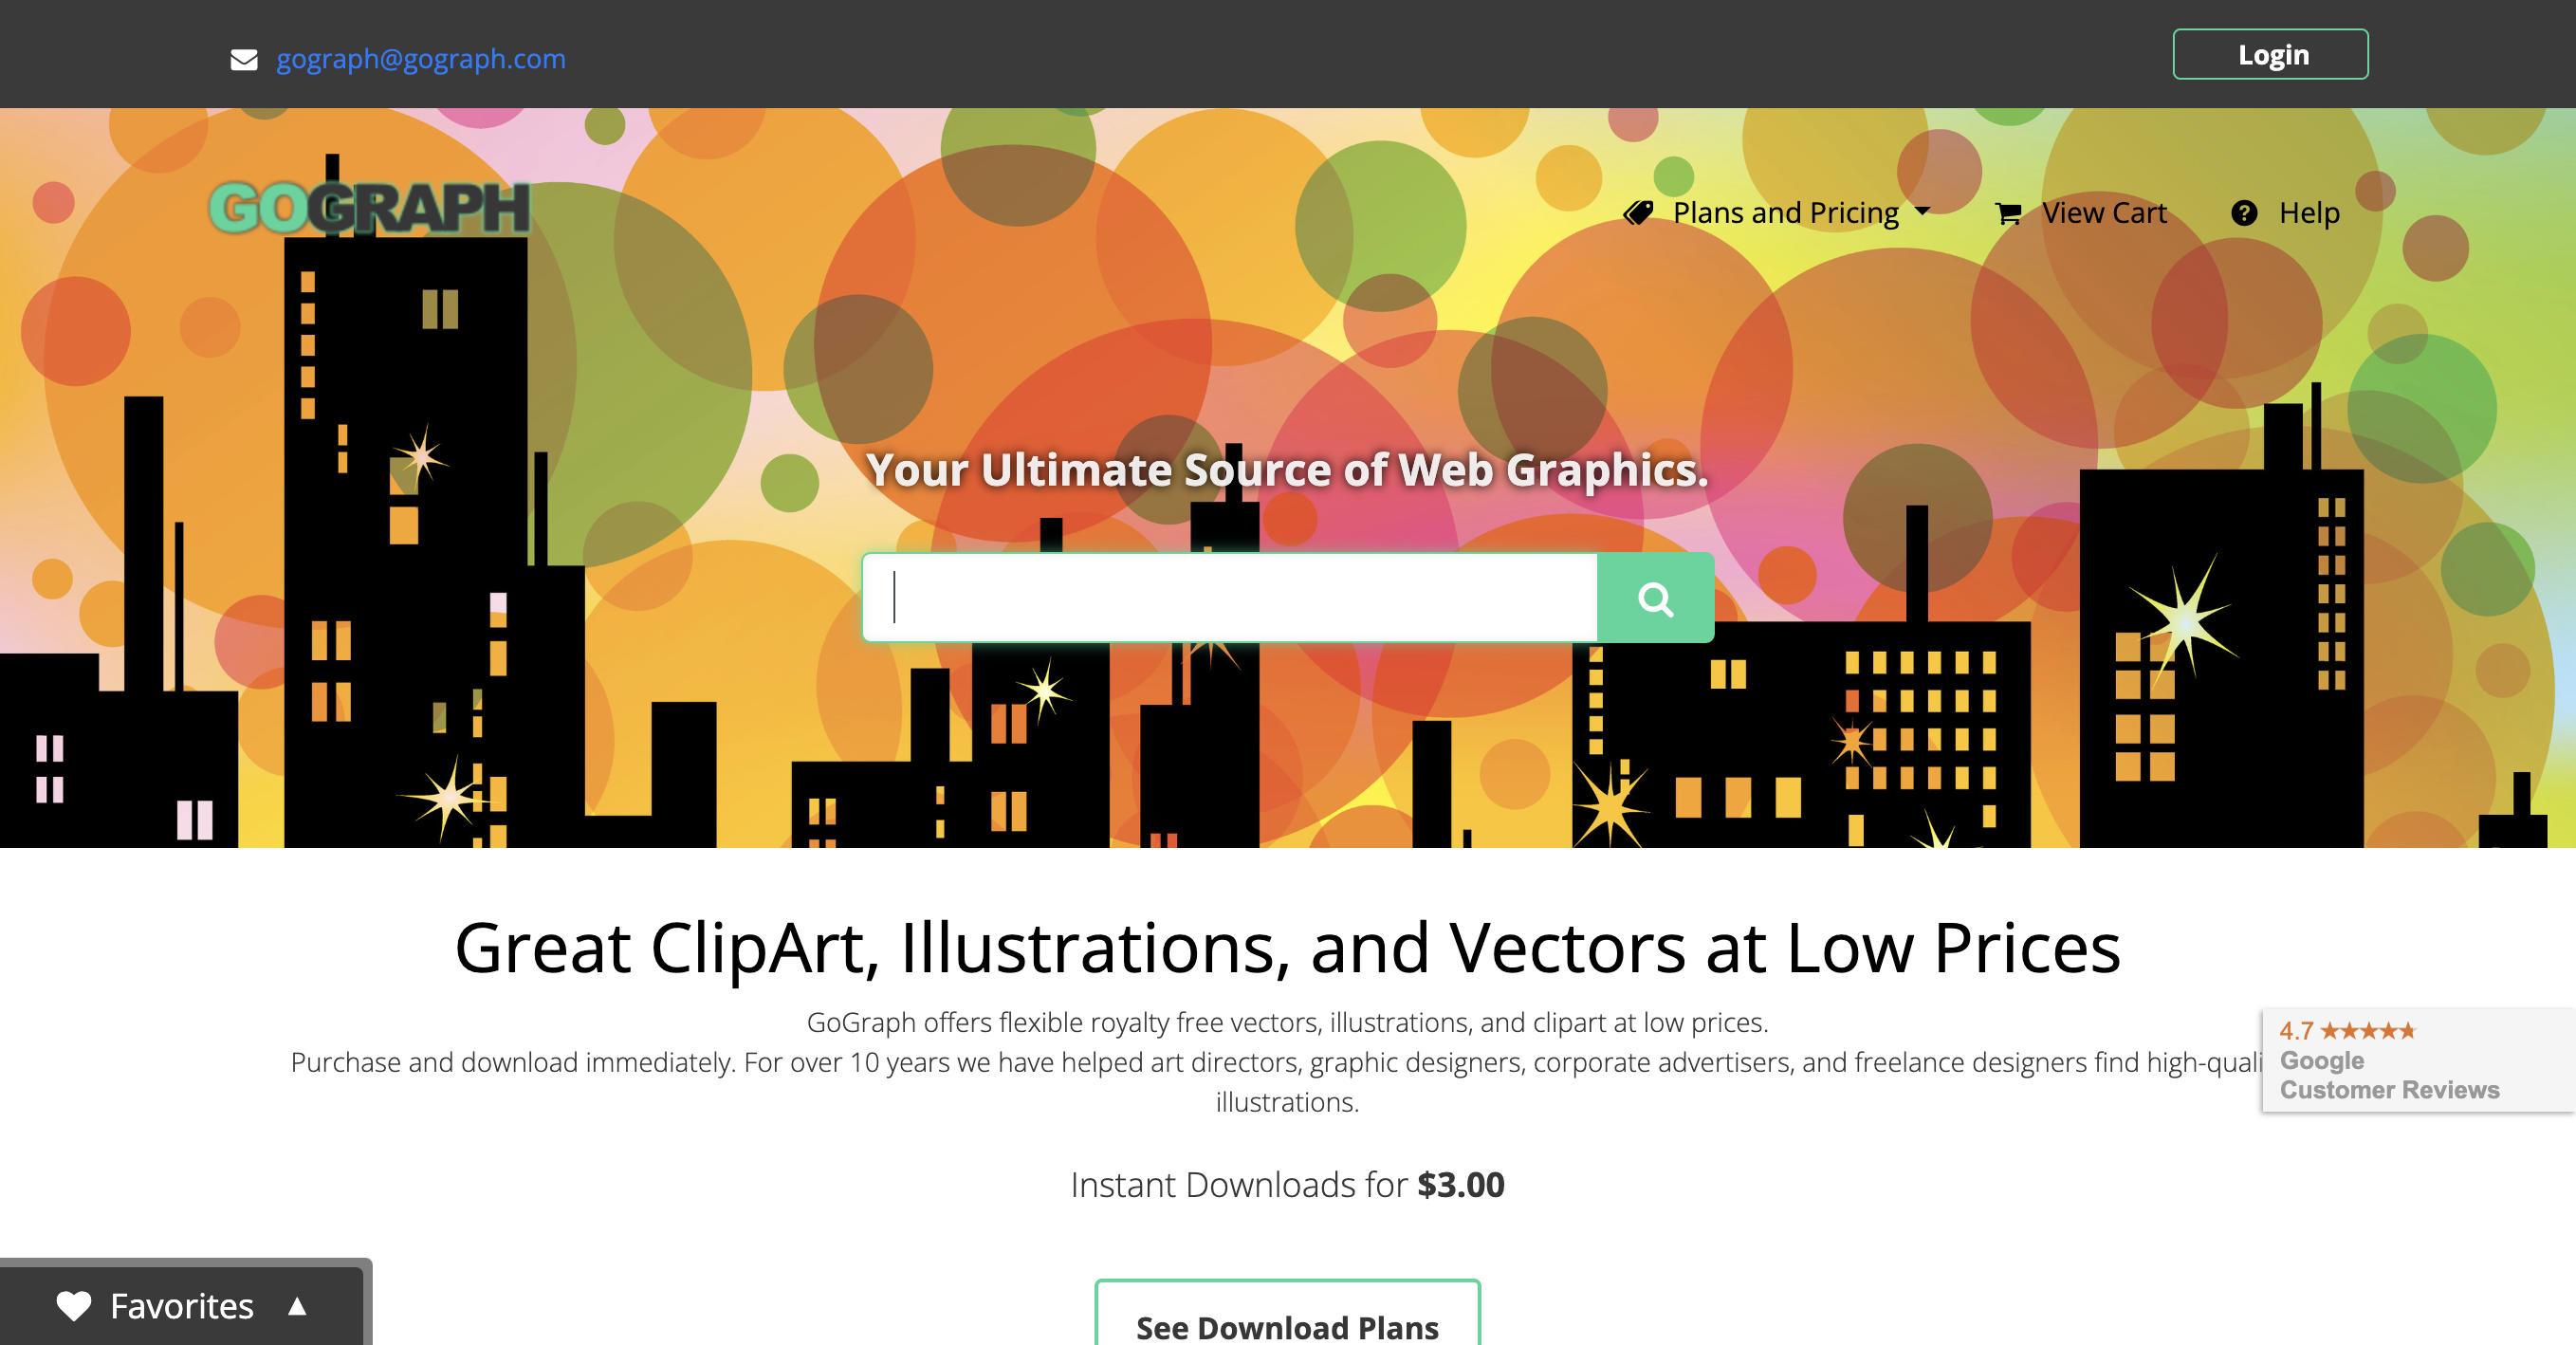 gograph@gograph.com
Login
GOGRAPH
Plans and Pricing
View Cart
Help
Your Ultimate Source of Web Graphics.
Great ClipArt, Illustrations, and Vectors at Low Prices
GoGraph offers flexible royalty free vectors, illustrations, and clipart at low prices.
Purchase and download immediately. For over 10 years we have helped art directors, graphic designers, corporate advertisers, and freelance designers find
illustrations.
4.7 ★★★★★
Google
Customer Reviews
Instant Downloads for $3.00
Favorites ▲
See Download Plans